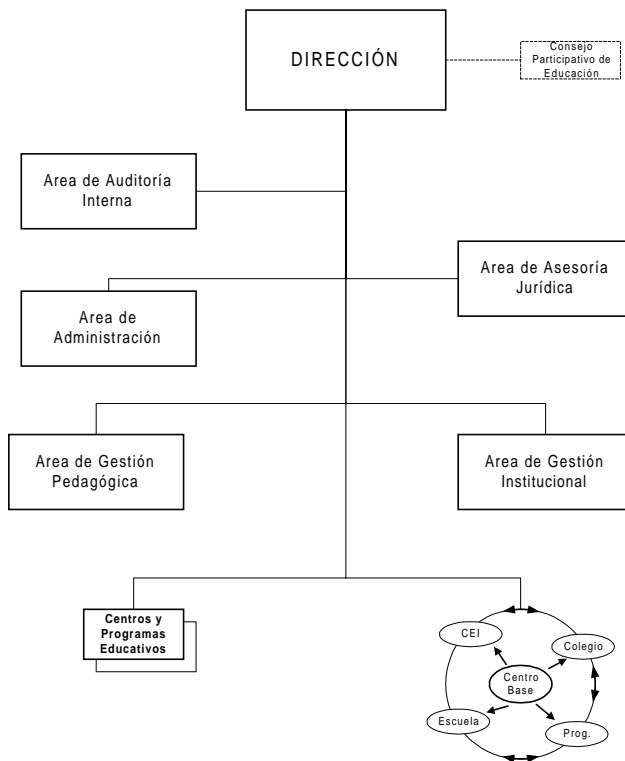 DIRECCIÓN
Consejo
Participativo de
Educación
Area de Auditoría
Interna
Area de Asesoría
Jurídica
Area de
Administración
Area de Gestión
Pedagógica
Area de Gestión
Institucional
Centros y
Programas
Educativos
CEI
Colegio
Centro
Base
Escuela
Prog.